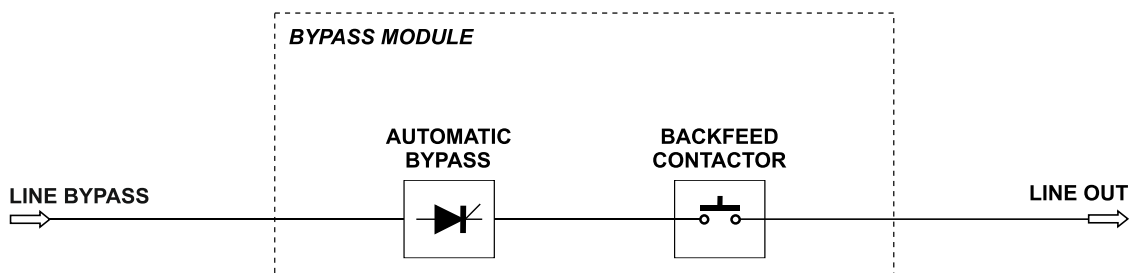 BYPASS MODULE
AUTOMATIC
BYPASS
BACKFEED
CONTACTOR
LINE BYPASS
LINE OUT